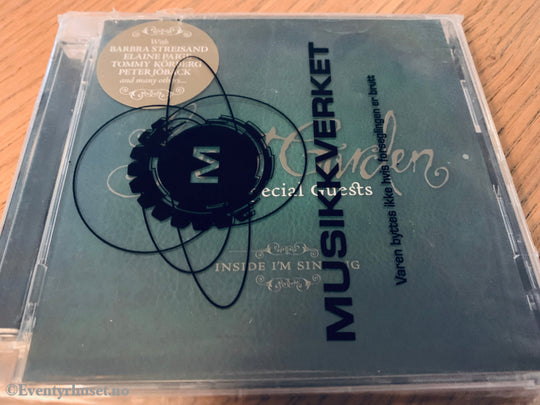 With
BARBRA STREISAND
ELAINE PAIGE
TOMMY KÖRBERG
PETER JÖBACK
and many others...
M
Garden
Special Guests
INSIDE I'M
MUSIKKVERKET
Varen byttes ikke hvis forseglingen er brutt
©Eventyrhuset.no